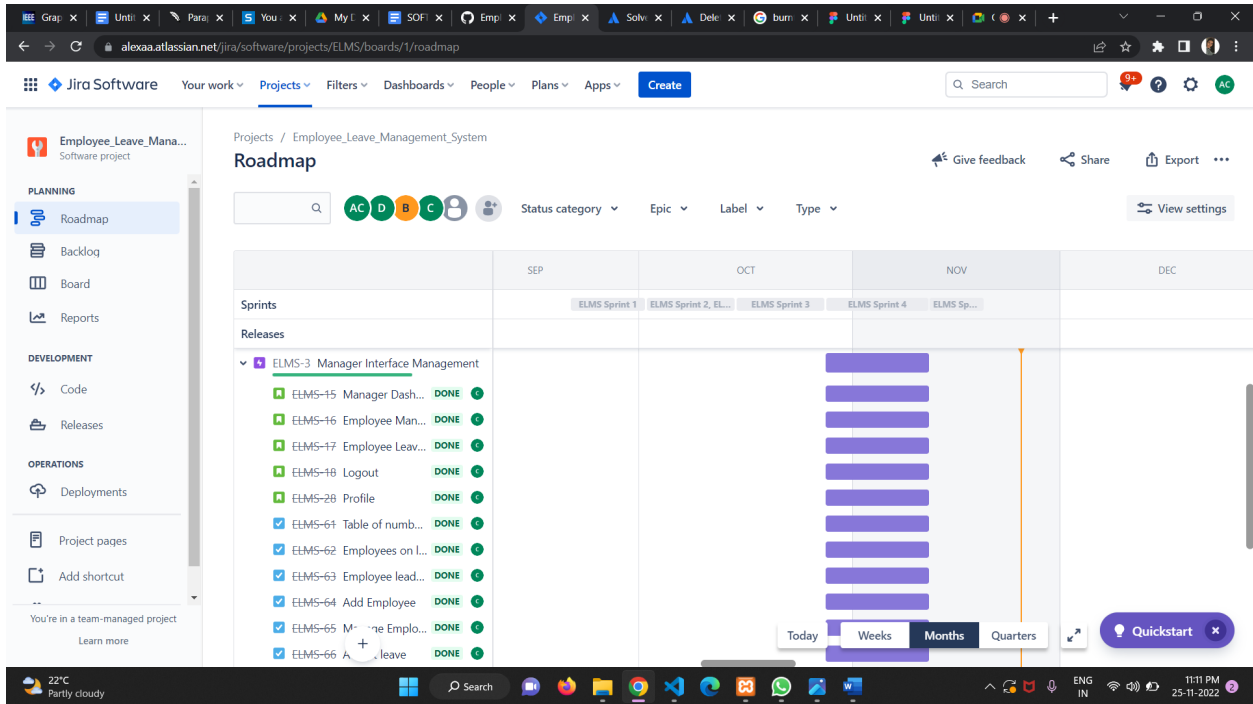 Grap
Untit
Parap
You a
My D
SOFT
Empl
Empl
Solve
Delet
burn
Untit
Untit
alexaa.atlassian.net/jira/software/projects/ELMS/boards/1/roadmap
Jira Software
Your work
Projects
Filters
Dashboards
People
Plans
Apps
Create
Search
9+
AC
Employee_Leave_Mana...
Software project
PLANNING
Roadmap
Backlog
Board
Reports
DEVELOPMENT
Code
Releases
OPERATIONS
Deployments
Project pages
Add shortcut
You're in a team-managed project
Learn more
Projects / Employee_Leave_Management_System
Roadmap
Give feedback
Share
Export
AC D B C
Status category
Epic
Label
Type
View settings
SEP OCT NOV DEC
Sprints
ELMS Sprint 1 ELMS Sprint 2, EL... ELMS Sprint 3 ELMS Sprint 4 ELMS Sp...
Releases
ELMS-3 Manager Interface Management
ELMS-15 Manager Dash... DONE C
ELMS-16 Employee Man... DONE C
ELMS-17 Employee Leav... DONE C
ELMS-18 Logout DONE C
ELMS-28 Profile DONE C
ELMS-61 Table of numb... DONE C
ELMS-62 Employees on l... DONE C
ELMS-63 Employee lead... DONE C
ELMS-64 Add Employee DONE C
ELMS-65 Emplo... DONE C
ELMS-66 leave DONE C
Today
Weeks
Months
Quarters
Quickstart
22°C
Partly cloudy
Search
ENG
IN
11:11 PM
25-11-2022
2